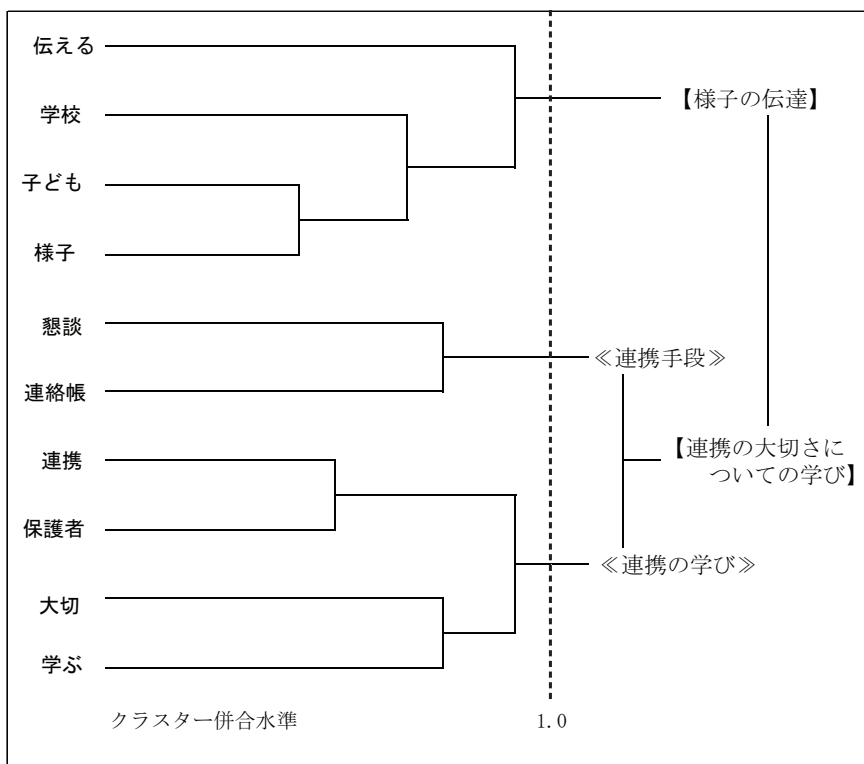 伝える
【様子の伝達】
学校
子ども
様子
懇談
≪連携手段≫
連絡帳
【連携の大切さに
ついての学び】
連携
保護者
≪連携の学び≫
大切
学ぶ
クラスター併合水準
1.0